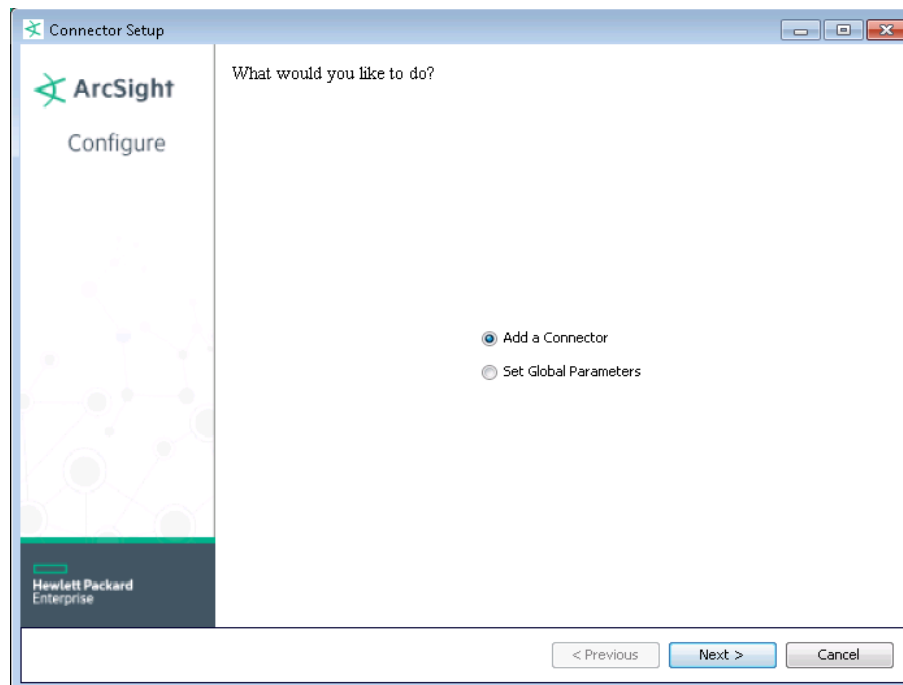 Connector Setup
ArcSight
Configure
What would you like to do?
Add a Connector
Set Global Parameters
Hewlett Packard
Enterprise
< Previous
Next >
Cancel